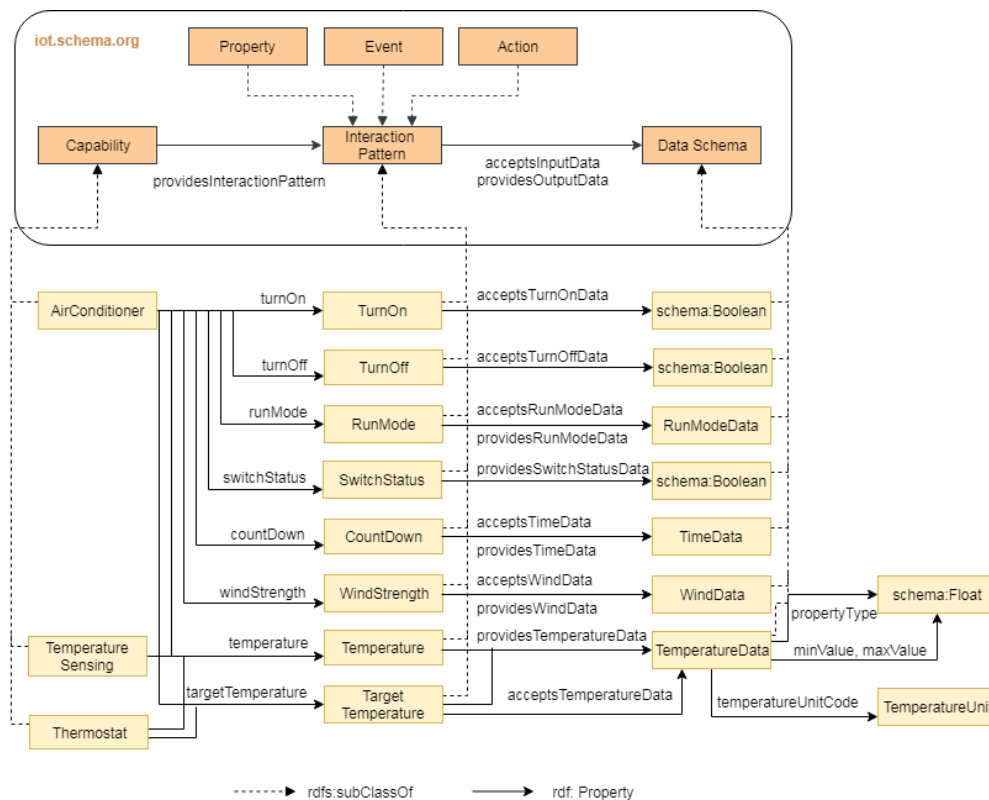 iot.schema.org
Property
Event
Action
Capability
Interaction
Pattern
Data Schema
providesInteractionPattern
acceptsInputData
providesOutputData
AirConditioner
turnOn
TurnOn
acceptsTurnOnData
schema:Boolean
turnOff
TurnOff
acceptsTurnOffData
schema:Boolean
runMode
RunMode
acceptsRunModeData
providesRunModeData
RunModeData
switchStatus
SwitchStatus
providesSwitchStatusData
schema:Boolean
countDown
CountDown
acceptsTimeData
providesTimeData
TimeData
windStrength
WindStrength
acceptsWindData
providesWindData
WindData
propertyType
schema:Float
Temperature
Sensing
temperature
Temperature
providesTemperatureData
TemperatureData
minValue, maxValue
targetTemperature
Target
Temperature
acceptsTemperatureData
temperatureUnitCode
TemperatureUnit
Thermostat
rdfs:subClassOf
rdf: Property